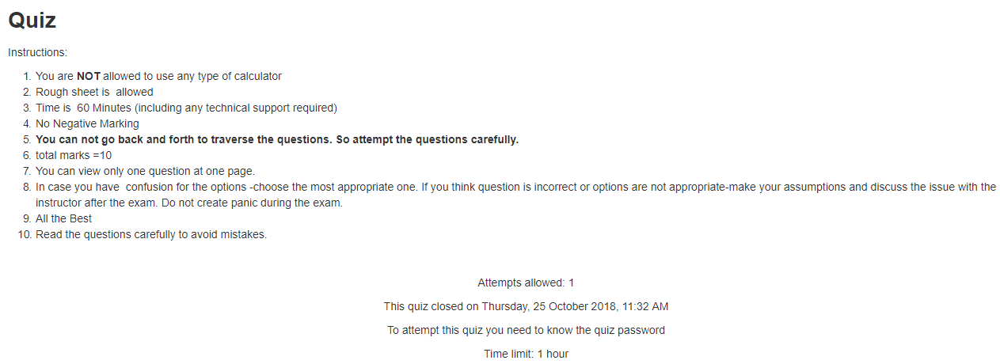 Quiz
Instructions:
1. You are NOT allowed to use any type of calculator
2. Rough sheet is  allowed
3. Time is  60 Minutes (including any technical support required)
4. No Negative Marking
5. You can not go back and forth to traverse the questions. So attempt the questions carefully.
6. total marks =10
7. You can view only one question at one page.
8. In case you have  confusion for the options -choose the most appropriate one. If you think question is incorrect or options are not appropriate-make your assumptions and discuss the issue with the
instructor after the exam. Do not create panic during the exam.
9. All the Best
10. Read the questions carefully to avoid mistakes.
Attempts allowed: 1
This quiz closed on Thursday, 25 October 2018, 11:32 AM
To attempt this quiz you need to know the quiz password
Time limit: 1 hour